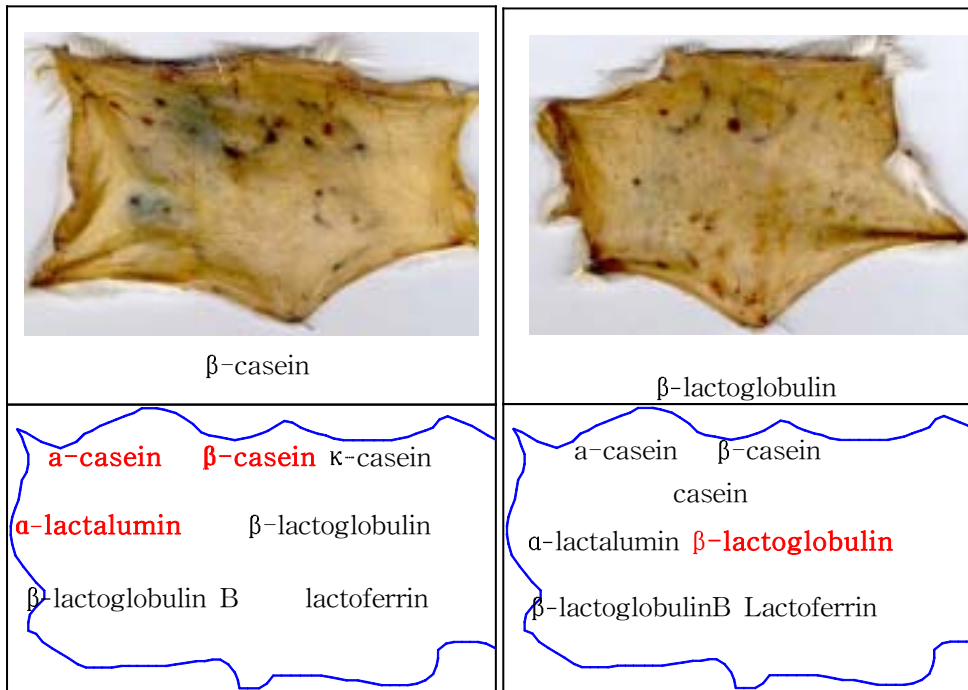 β-casein
β-lactoglobulin
a-casein β-casein κ-casein
α-lactalumin β-lactoglobulin
β-lactoglobulin B lactoferrin
a-casein β-casein
casein
α-lactalumin β-lactoglobulin
β-lactoglobulinB Lactoferrin